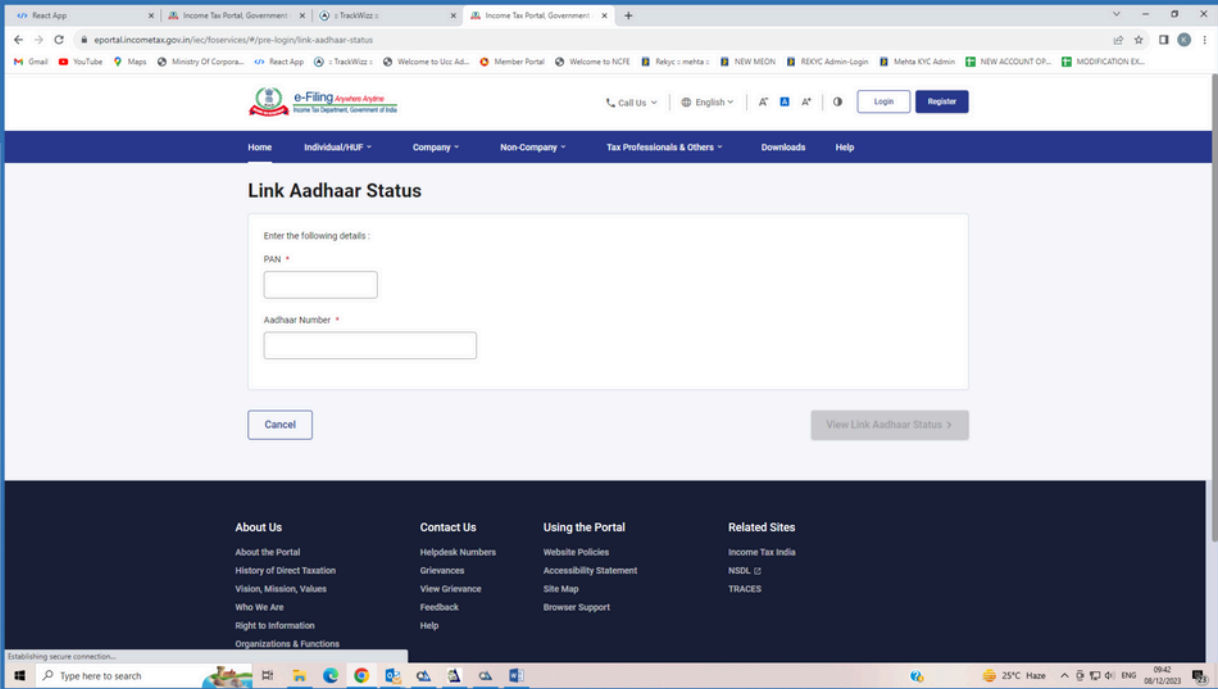 React App
Income Tax Portal, Government
:: TrackWizz ::
Income Tax Portal, Government
eportal.incometax.gov.in/iec/foservices/#/pre-login/link-aadhaar-status
Gmail YouTube Maps Ministry Of Corpora... React App :: TrackWizz :: Welcome to Ucc Ad... Member Portal Welcome to NCFE Rekyc :: mehta :: NEW MEON REKYC Admin-Login Mehta KYC Admin NEW ACCOUNT OP... MODIFICATION EX...
e-Filing Anywhere Anytime
Income Tax Department, Government of India
Call Us English A- A A+ Login Register
Home Individual/HUF Company Non-Company Tax Professionals & Others Downloads Help
Link Aadhaar Status
Enter the following details :
PAN *
Aadhaar Number *
Cancel View Link Aadhaar Status >
About Us Contact Us Using the Portal Related Sites
About the Portal Helpdesk Numbers Website Policies Income Tax India
History of Direct Taxation Grievances Accessibility Statement NSDL
Vision, Mission, Values View Grievance Site Map TRACES
Who We Are Feedback Browser Support
Right to Information Help
Organizations & Functions
Establishing secure connection...
Type here to search 25°C Haze ENG 09:42
08/12/2023